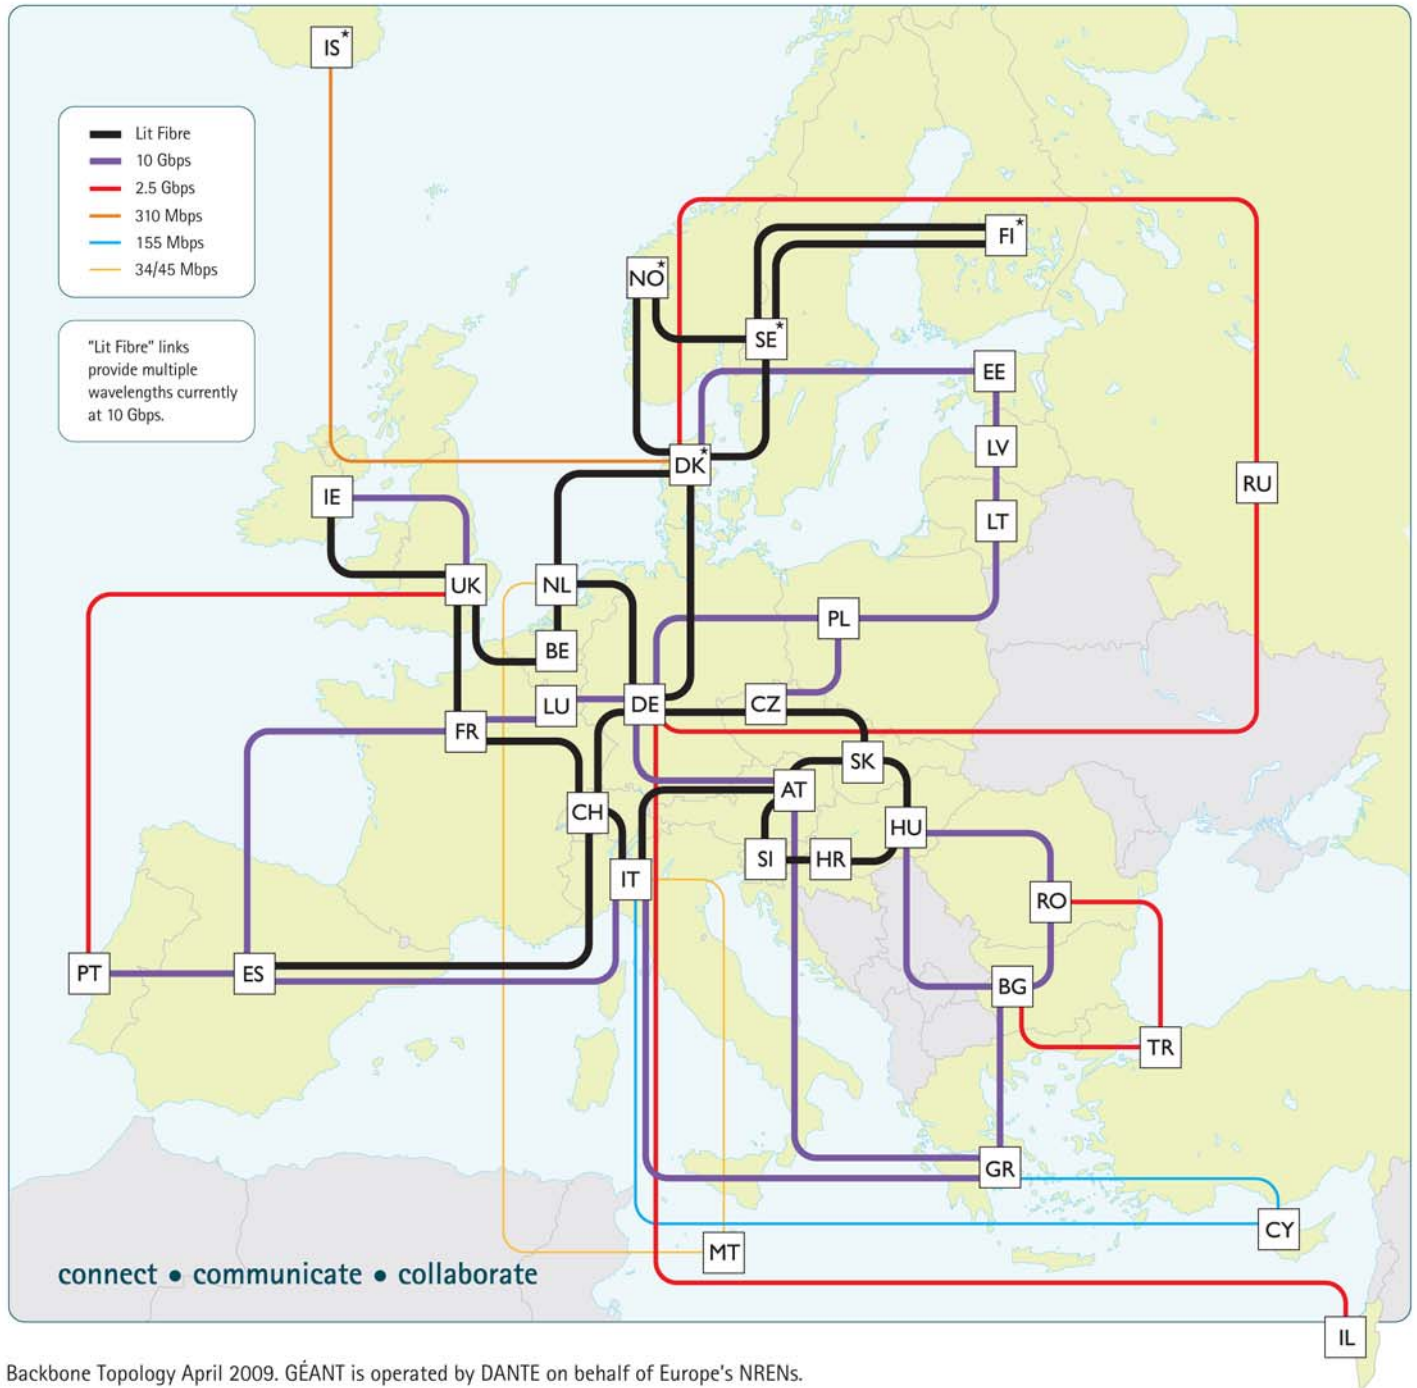 IS*
Lit Fibre
10 Gbps
2.5 Gbps
310 Mbps
155 Mbps
34/45 Mbps
"Lit Fibre" links
provide multiple
wavelengths currently
at 10 Gbps.
FI*
NO*
SE*
EE
LV
DK*
RU
IE
LT
UK
NL
PL
BE
LU
DE
CZ
FR
SK
AT
CH
HU
SI
HR
IT
RO
PT
ES
BG
TR
GR
CY
MT
connect • communicate • collaborate
IL
Backbone Topology April 2009. GÉANT is operated by DANTE on behalf of Europe's NRENs.